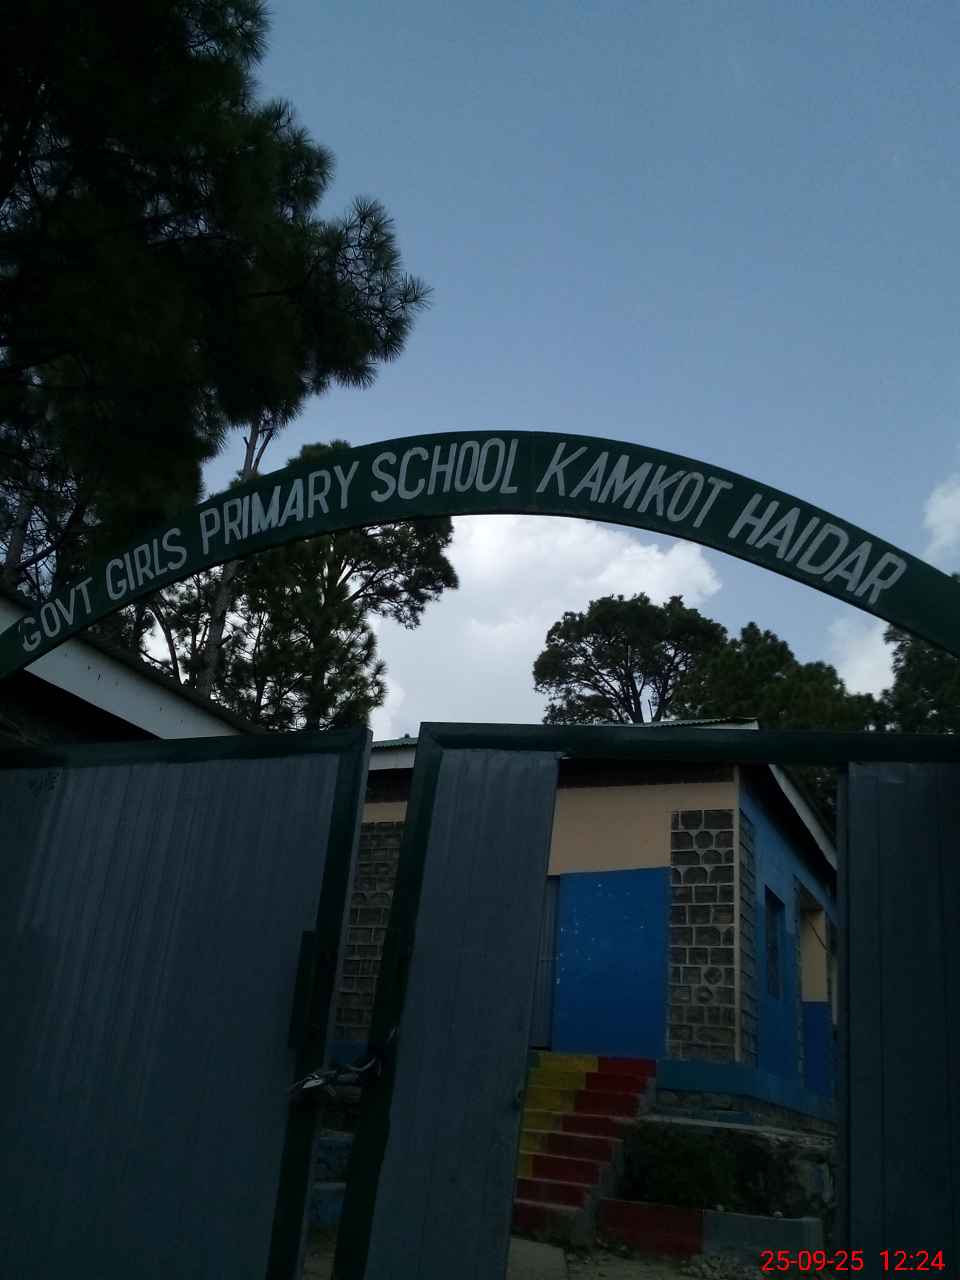 GOVT GIRLS PRIMARY SCHOOL KAMKOT HAIDAR
25-09-25 12:24